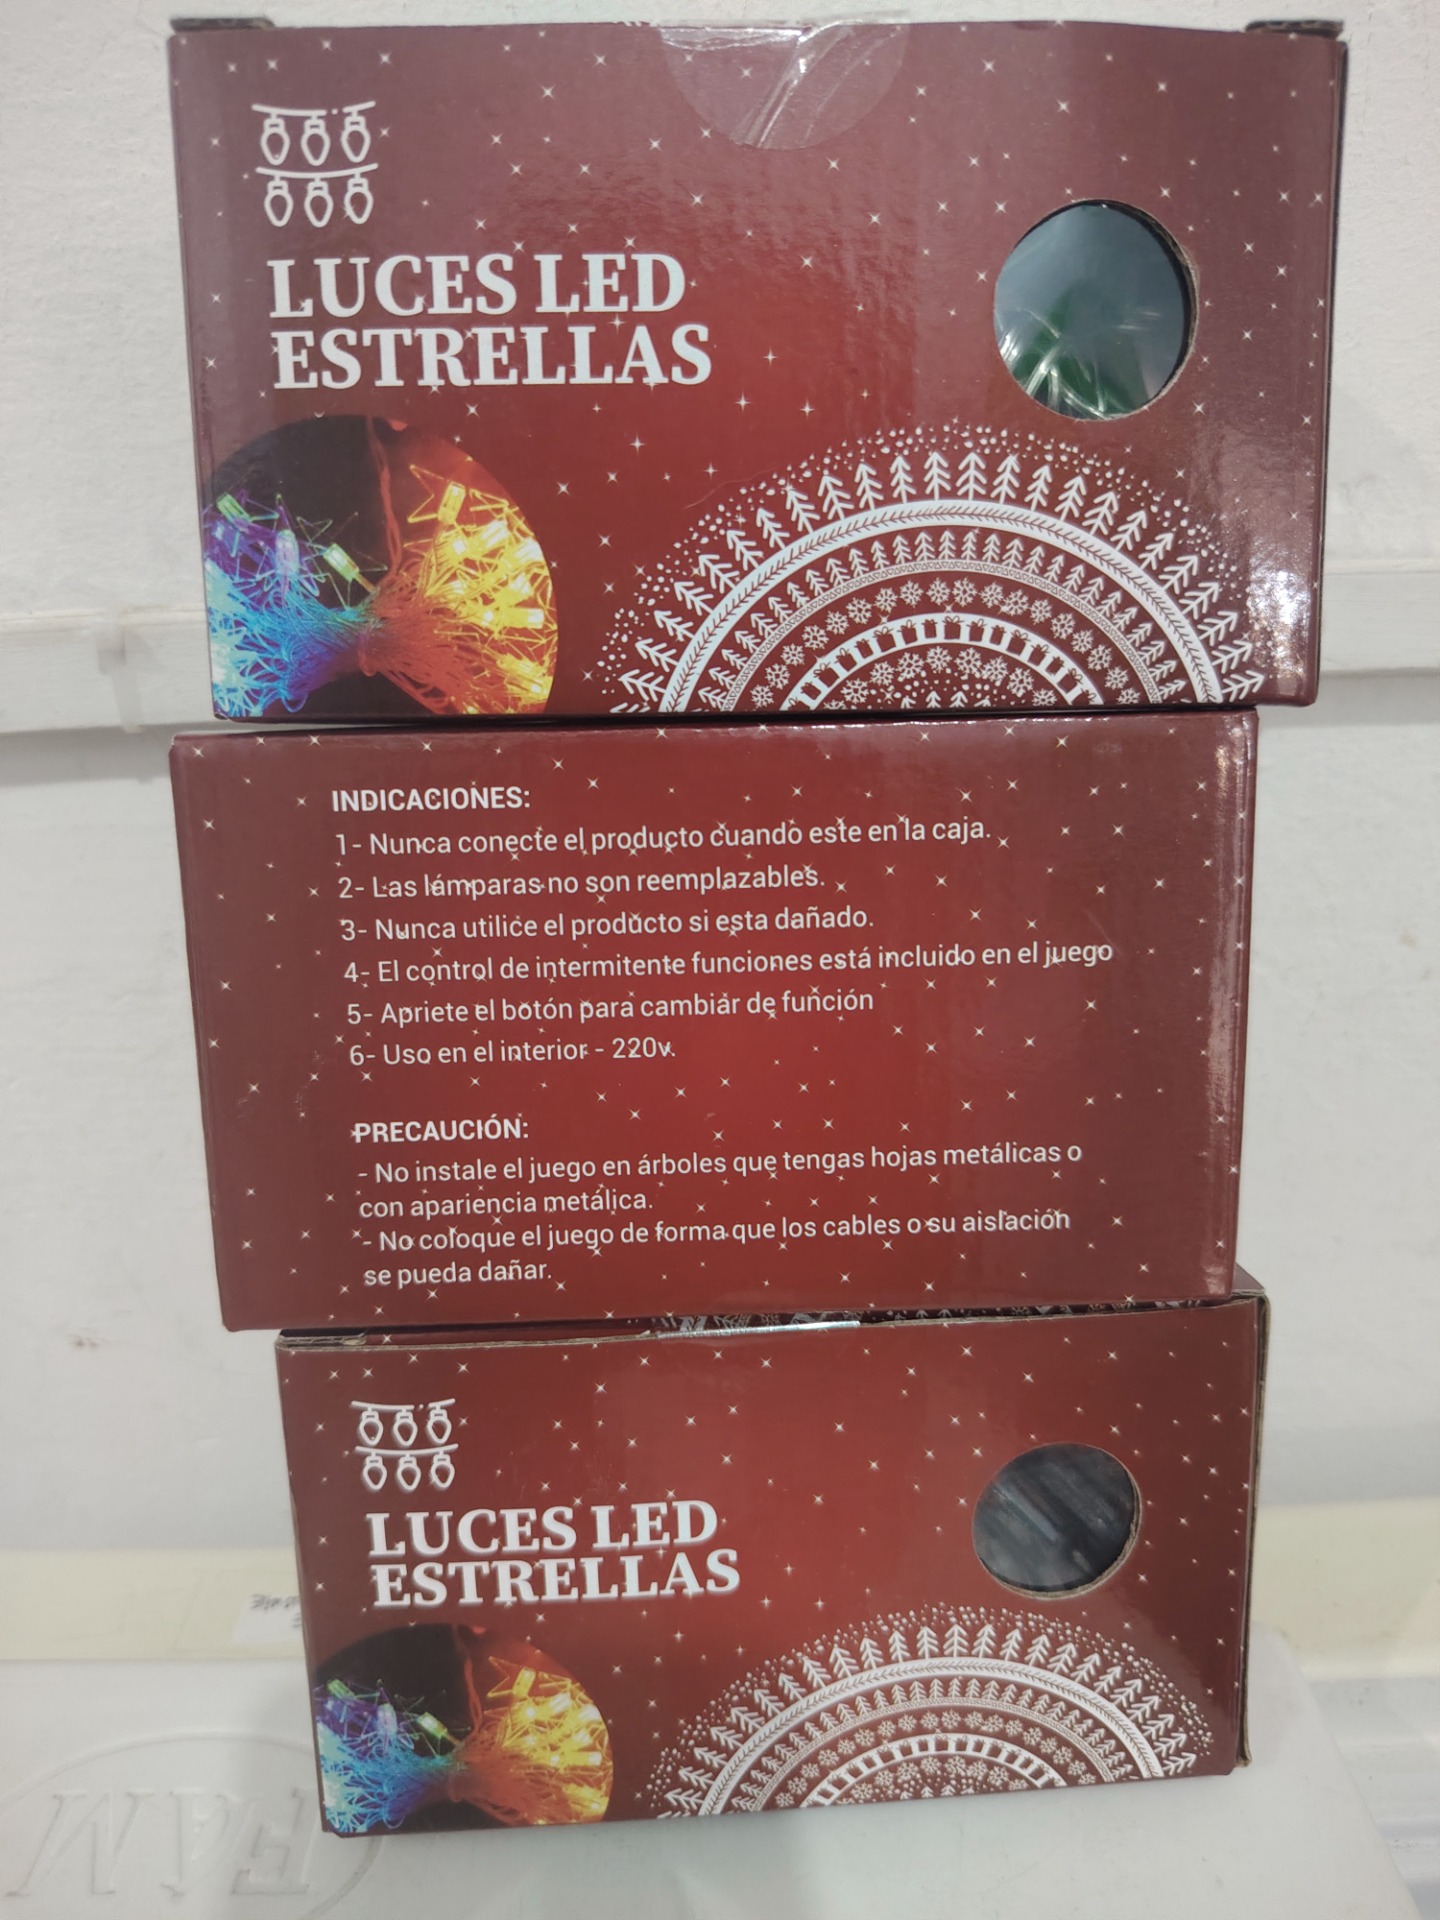 LUCES LED
ESTRELLAS
INDICACIONES:
1- Nunca conecte el producto cuando este en la caja.
2- Las lámparas no son reemplazables.
3- Nunca utilice el producto si esta dañado.
4- El control de intermitente funciones está incluido en el juego
5- Apriete el botón para cambiar de función
6- Uso en el interior - 220v.
PRECAUCIÓN:
- No instale el juego en árboles que tengas hojas metálicas o
con apariencia metálica.
- No coloque el juego de forma que los cables o su aislación
se pueda dañar.
LUCES LED
ESTRELLAS
FAM